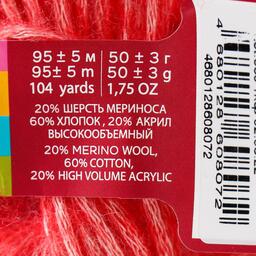 95 ± 5 м 50 ± 3 г
95 ± 5 m 50 ± 3 g
104 yards 1,75 OZ
20% ШЕРСТЬ МЕРИНОСА
60% ХЛОПОК, 20% АКРИЛ
ВЫСОКООБЪЕМНЫЙ
20% MERINO WOOL,
60% COTTON,
20% HIGH VOLUME ACRYLIC
4 680128 608072
4680128608072